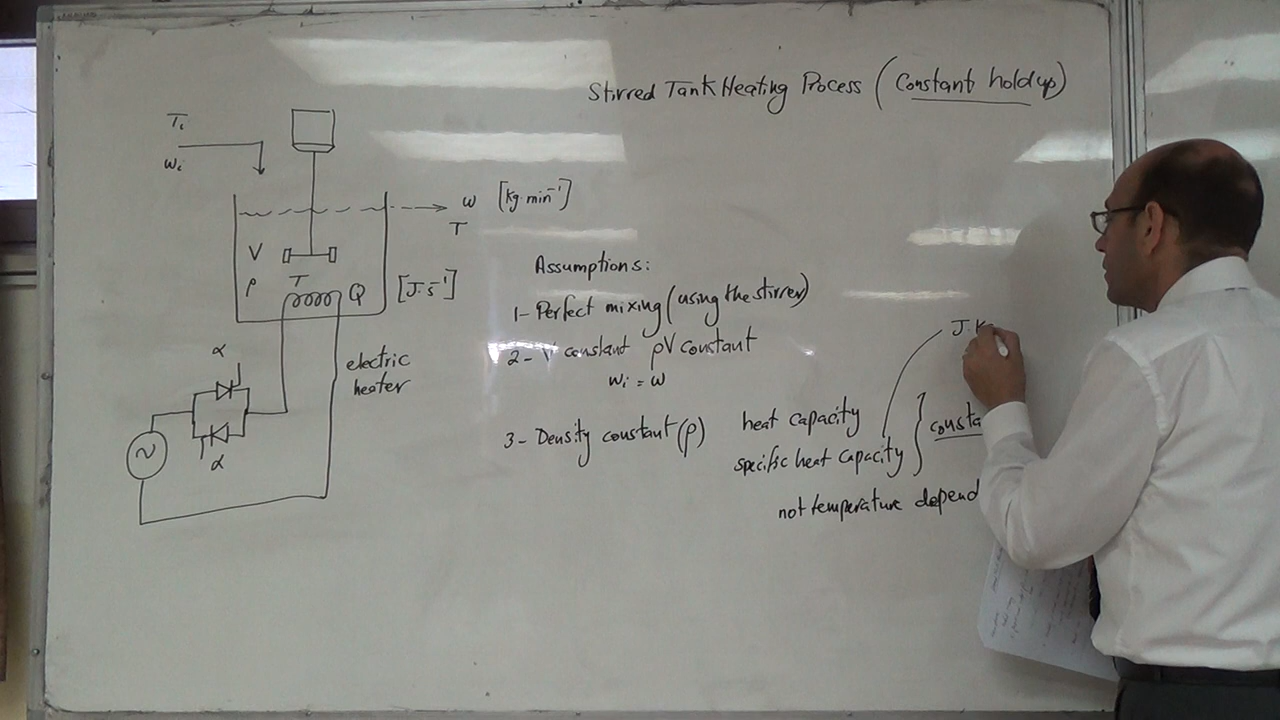 Stirred Tank Heating Process (Constant holdup)
Ti
wi
w [kg.min⁻¹]
T
V
ρ
T
Q [J.s⁻¹]
α
electric
heater
~
α
Assumptions:
1- Perfect mixing (using the stirrer)
2- V constant ρV constant
wi = w
3- Density constant (ρ)
heat capacity
specific heat capacity } consta
not temperature depend
J.K